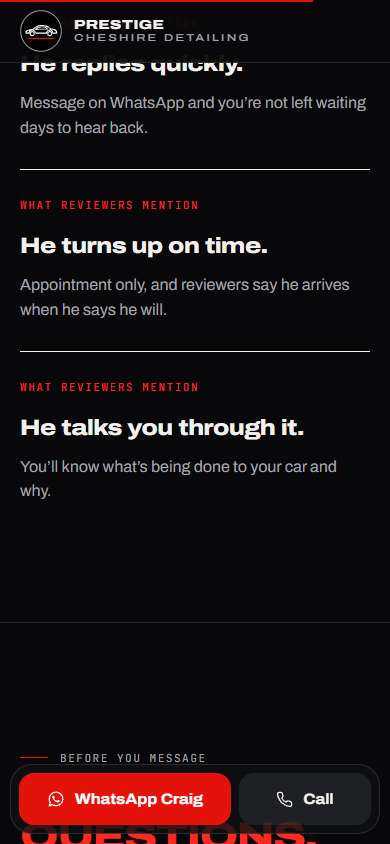 PRESTIGE
CHESHIRE DETAILING
He replies quickly.
Message on WhatsApp and you’re not left waiting
days to hear back.
WHAT REVIEWERS MENTION
He turns up on time.
Appointment only, and reviewers say he arrives
when he says he will.
WHAT REVIEWERS MENTION
He talks you through it.
You’ll know what’s being done to your car and
why.
BEFORE YOU MESSAGE
WhatsApp Craig
Call
QUESTIONS.